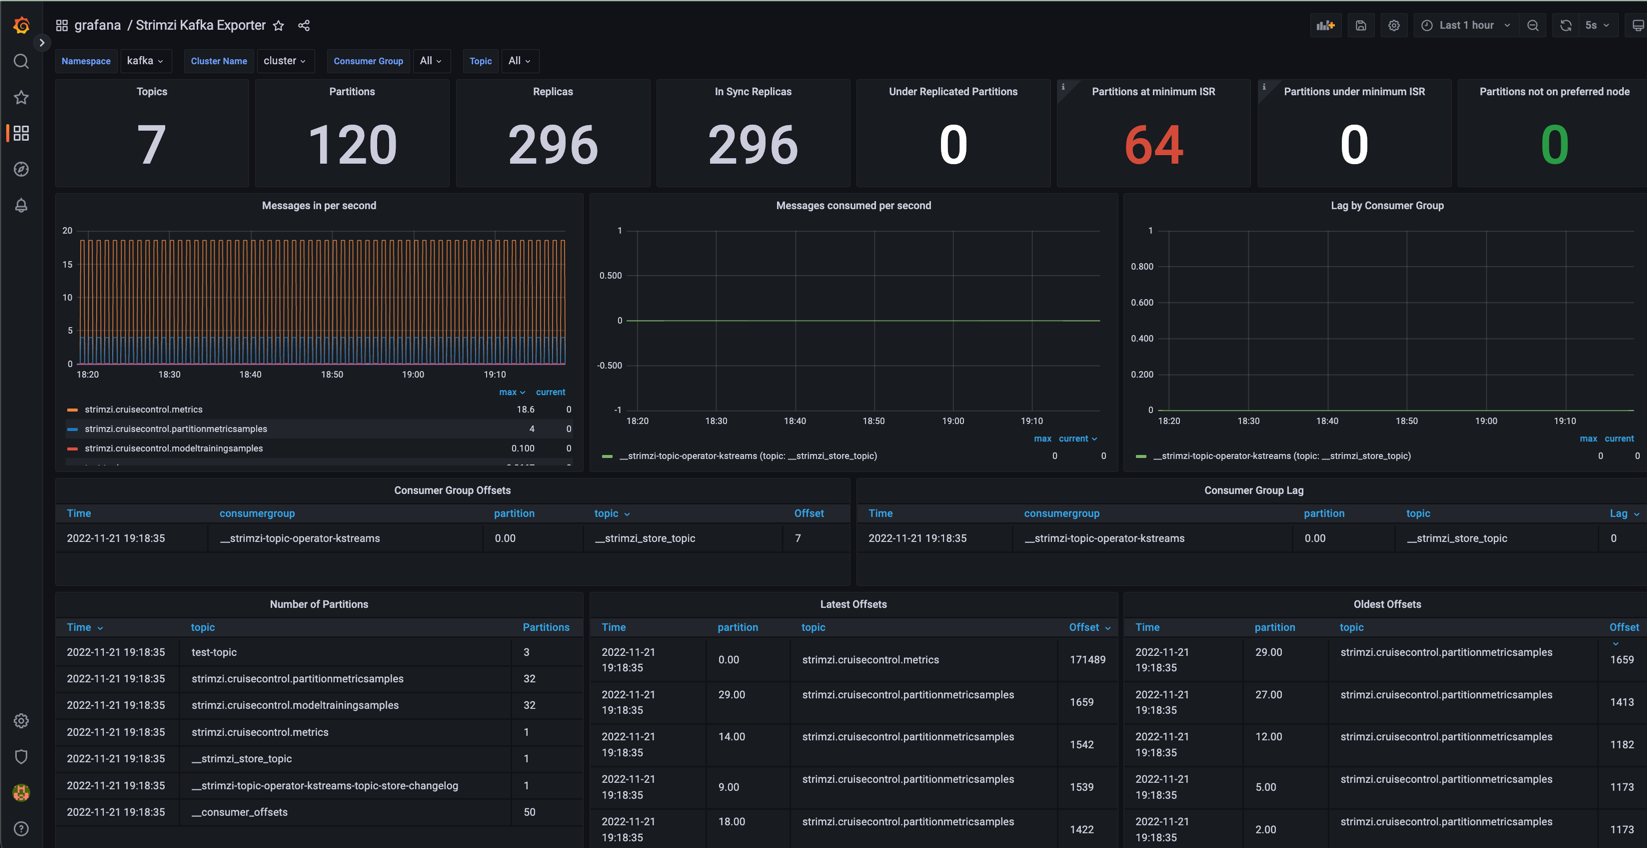 grafana / Strimzi Kafka Exporter
Last 1 hour
5s
Namespace kafka Cluster Name cluster Consumer Group All Topic All
Topics
7
Partitions
120
Replicas
296
In Sync Replicas
296
Under Replicated Partitions
0
Partitions at minimum ISR
64
Partitions under minimum ISR
0
Partitions not on preferred node
0
Messages in per second
20
15
10
5
0
18:20 18:30 18:40 18:50 19:00 19:10
max current
strimzi.cruisecontrol.metrics 18.6 0
strimzi.cruisecontrol.partitionmetricsamples 4 0
strimzi.cruisecontrol.modeltrainingsamples 0.100 0
Messages consumed per second
1
0.500
0
-0.500
-1
18:20 18:30 18:40 18:50 19:00 19:10
max current
__strimzi-topic-operator-kstreams (topic: __strimzi_store_topic) 0 0
Lag by Consumer Group
1
0.800
0.600
0.400
0.200
0
18:20 18:30 18:40 18:50 19:00 19:10
max current
__strimzi-topic-operator-kstreams (topic: __strimzi_store_topic) 0 0
Consumer Group Offsets
Time consumergroup partition topic Offset
2022-11-21 19:18:35 __strimzi-topic-operator-kstreams 0.00 __strimzi_store_topic 7
Consumer Group Lag
Time consumergroup partition topic Lag
2022-11-21 19:18:35 __strimzi-topic-operator-kstreams 0.00 __strimzi_store_topic 0
Number of Partitions
Time topic Partitions
2022-11-21 19:18:35 test-topic 3
2022-11-21 19:18:35 strimzi.cruisecontrol.partitionmetricsamples 32
2022-11-21 19:18:35 strimzi.cruisecontrol.modeltrainingsamples 32
2022-11-21 19:18:35 strimzi.cruisecontrol.metrics 1
2022-11-21 19:18:35 __strimzi_store_topic 1
2022-11-21 19:18:35 __strimzi-topic-operator-kstreams-topic-store-changelog 1
2022-11-21 19:18:35 __consumer_offsets 50
Latest Offsets
Time partition topic Offset
2022-11-21
19:18:35 0.00 strimzi.cruisecontrol.metrics 171489
2022-11-21
19:18:35 29.00 strimzi.cruisecontrol.partitionmetricsamples 1659
2022-11-21
19:18:35 14.00 strimzi.cruisecontrol.partitionmetricsamples 1542
2022-11-21
19:18:35 9.00 strimzi.cruisecontrol.partitionmetricsamples 1539
2022-11-21
19:18:35 18.00 strimzi.cruisecontrol.partitionmetricsamples 1422
Oldest Offsets
Time partition topic Offset
2022-11-21
19:18:35 29.00 strimzi.cruisecontrol.partitionmetricsamples 1659
2022-11-21
19:18:35 27.00 strimzi.cruisecontrol.partitionmetricsamples 1413
2022-11-21
19:18:35 12.00 strimzi.cruisecontrol.partitionmetricsamples 1182
2022-11-21
19:18:35 5.00 strimzi.cruisecontrol.partitionmetricsamples 1173
2022-11-21
19:18:35 2.00 strimzi.cruisecontrol.partitionmetricsamples 1173